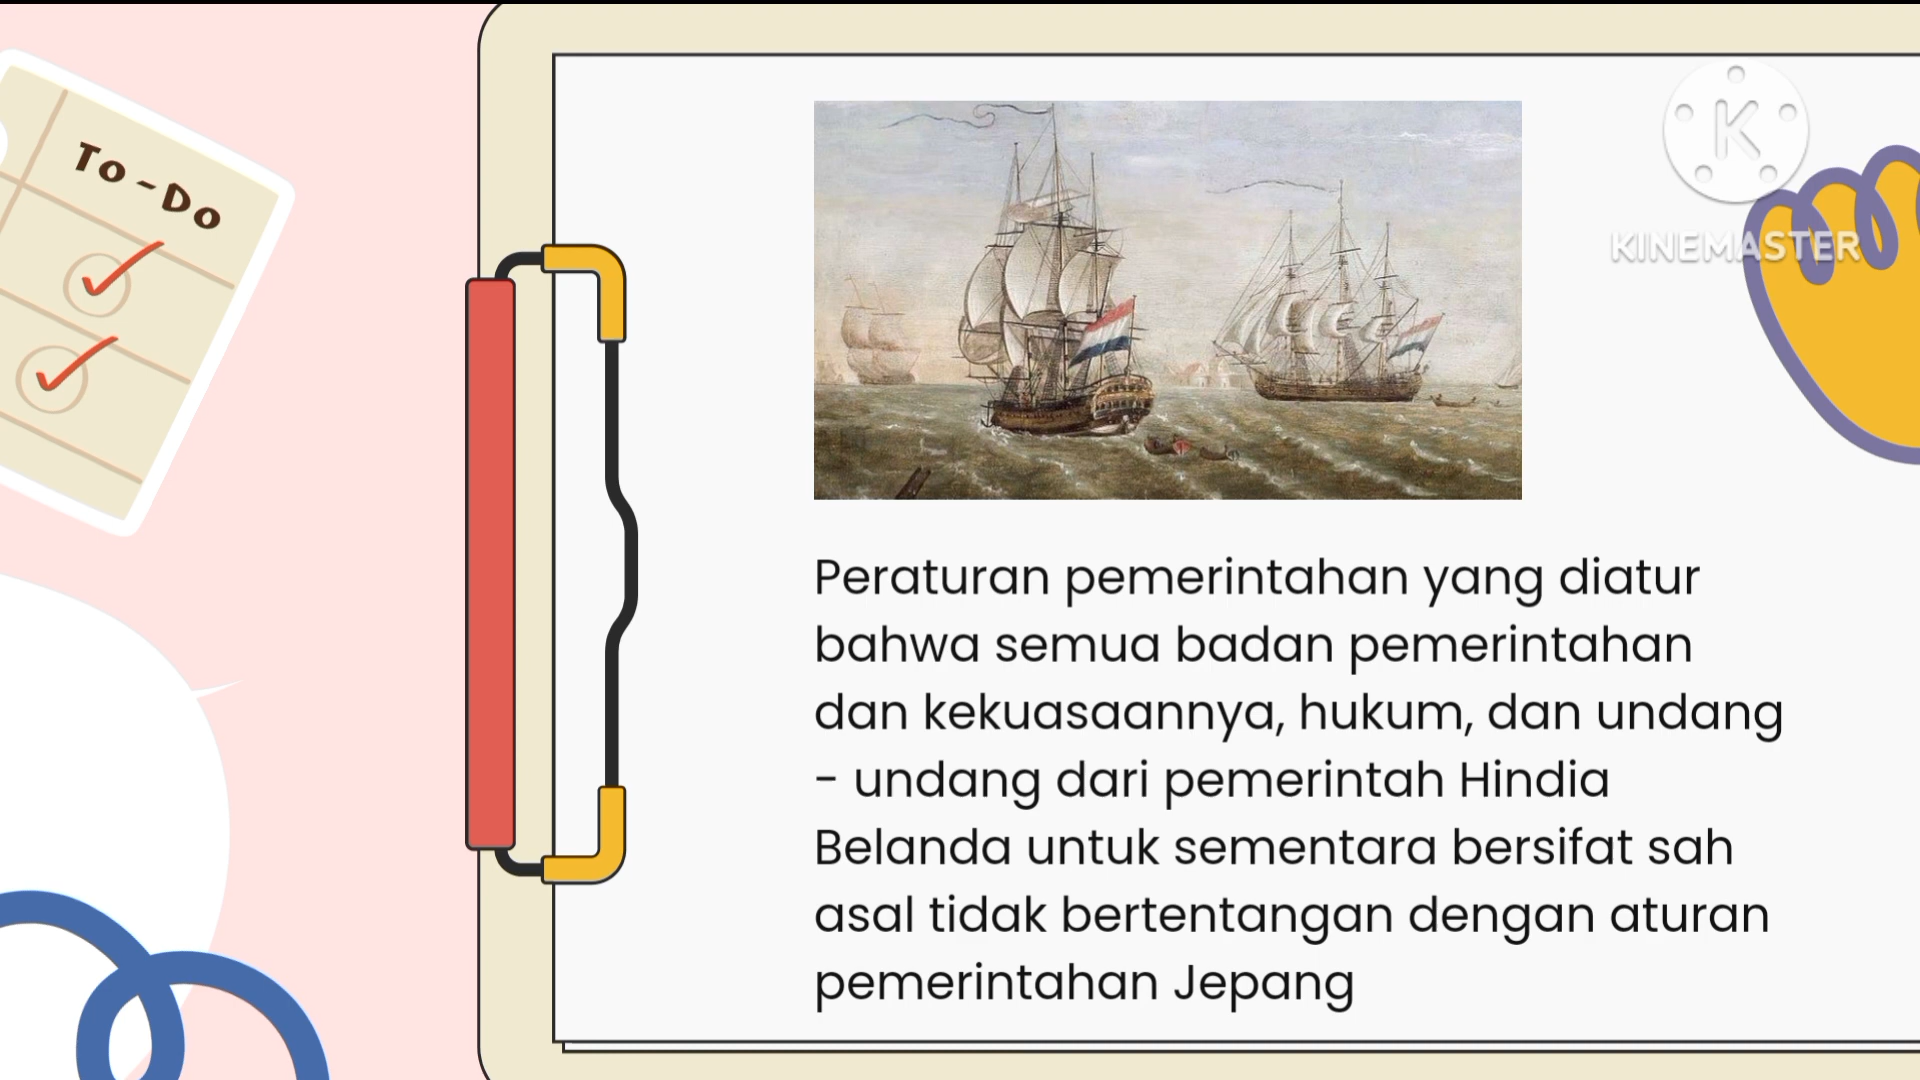 To-Do
KINEMASTER
Peraturan pemerintahan yang diatur
bahwa semua badan pemerintahan
dan kekuasaannya, hukum, dan undang
- undang dari pemerintah Hindia
Belanda untuk sementara bersifat sah
asal tidak bertentangan dengan aturan
pemerintahan Jepang